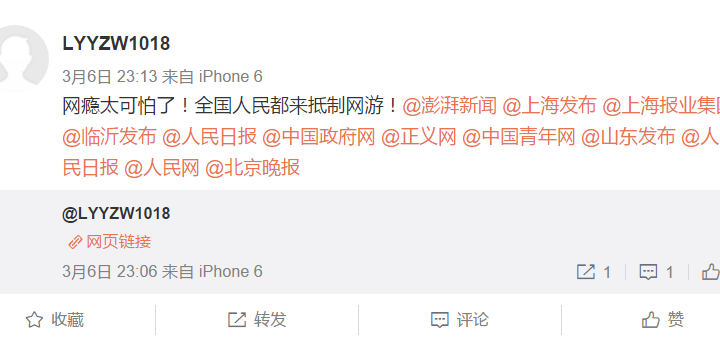 LYYZW1018
3月6日 23:13 来自 iPhone 6
网瘾太可怕了！全国人民都来抵制网游！@澎湃新闻 @上海发布 @上海报业集团
@临沂发布 @人民日报 @中国政府网 @正义网 @中国青年网 @山东发布 @人
民日报 @人民网 @北京晚报
@LYYZW1018
网页链接
3月6日 23:06 来自 iPhone 6 1 1
收藏 转发 评论 赞